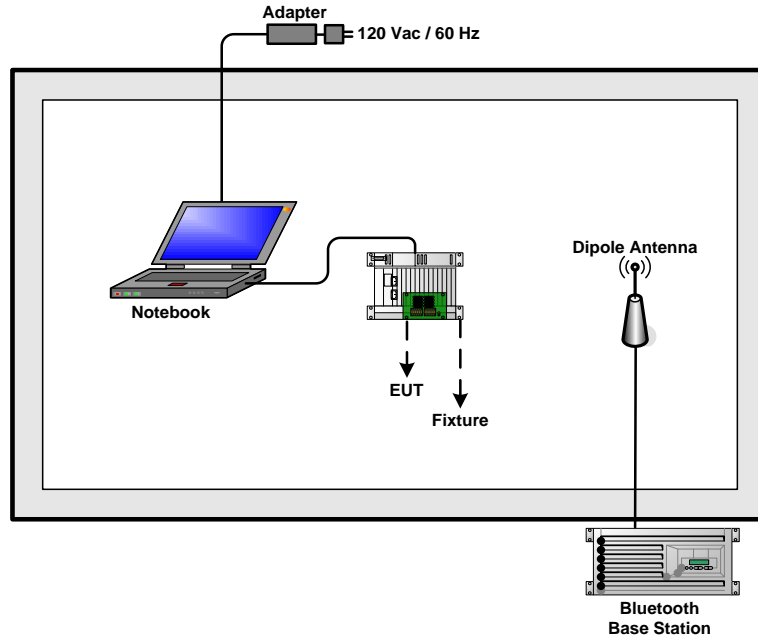 Adapter
120 Vac / 60 Hz
Dipole Antenna
Notebook
EUT
Fixture
Bluetooth
Base Station